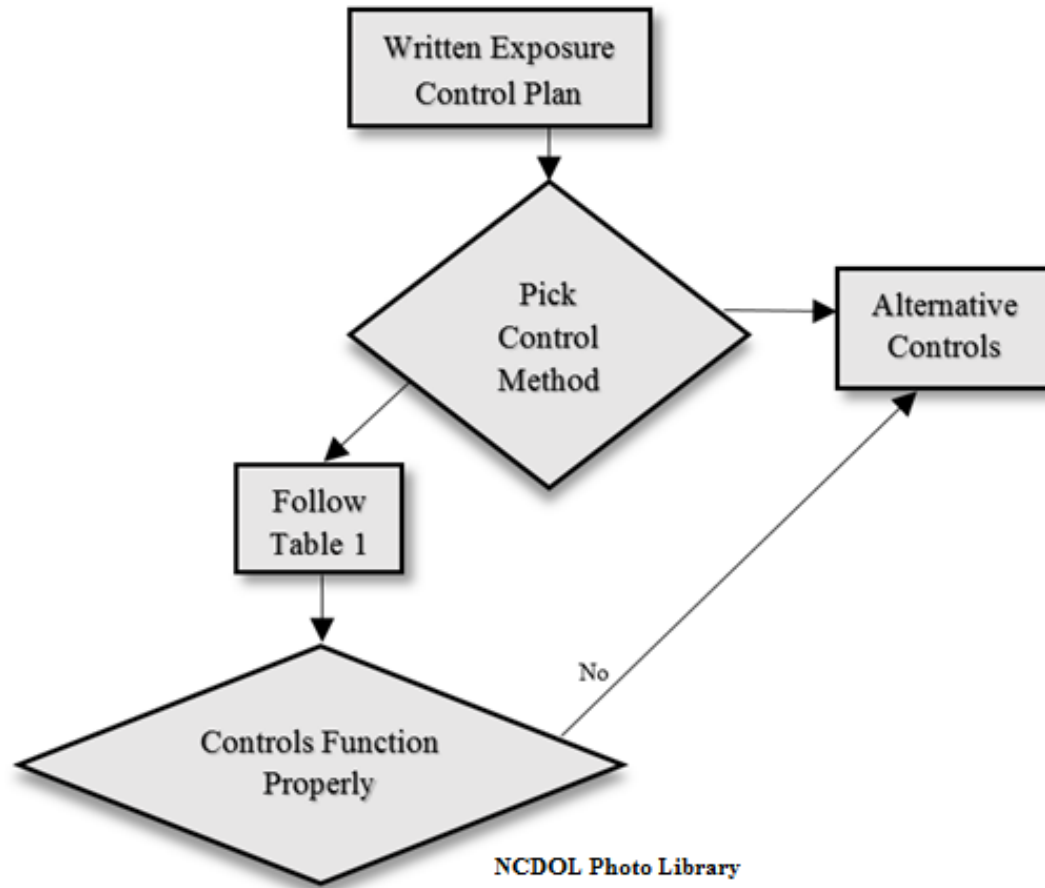 Written Exposure
Control Plan
Pick
Control
Method
Alternative
Controls
Follow
Table 1
No
Controls Function
Properly
NCDOL Photo Library